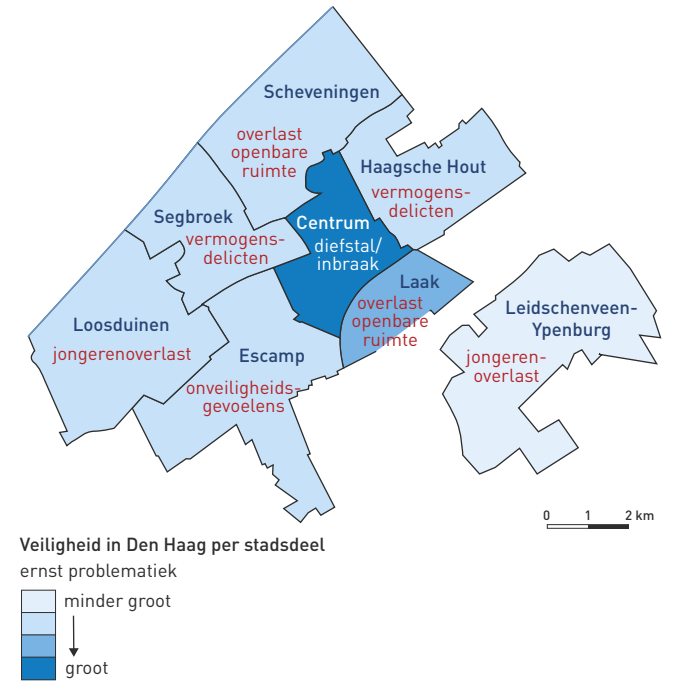 Scheveningen
overlast
openbare
ruimte
Haagsche Hout
vermogens-
delicten
Segbroek
vermogens-
delicten
Centrum
diefstal/
inbraak
Laak
overlast
openbare
ruimte
Loosduinen
jongerenoverlast
Escamp
onveiligheids-
gevoelens
Leidschenveen-
Ypenburg
jongeren-
overlast
0 1 2 km
Veiligheid in Den Haag per stadsdeel
ernst problematiek
minder groot
groot